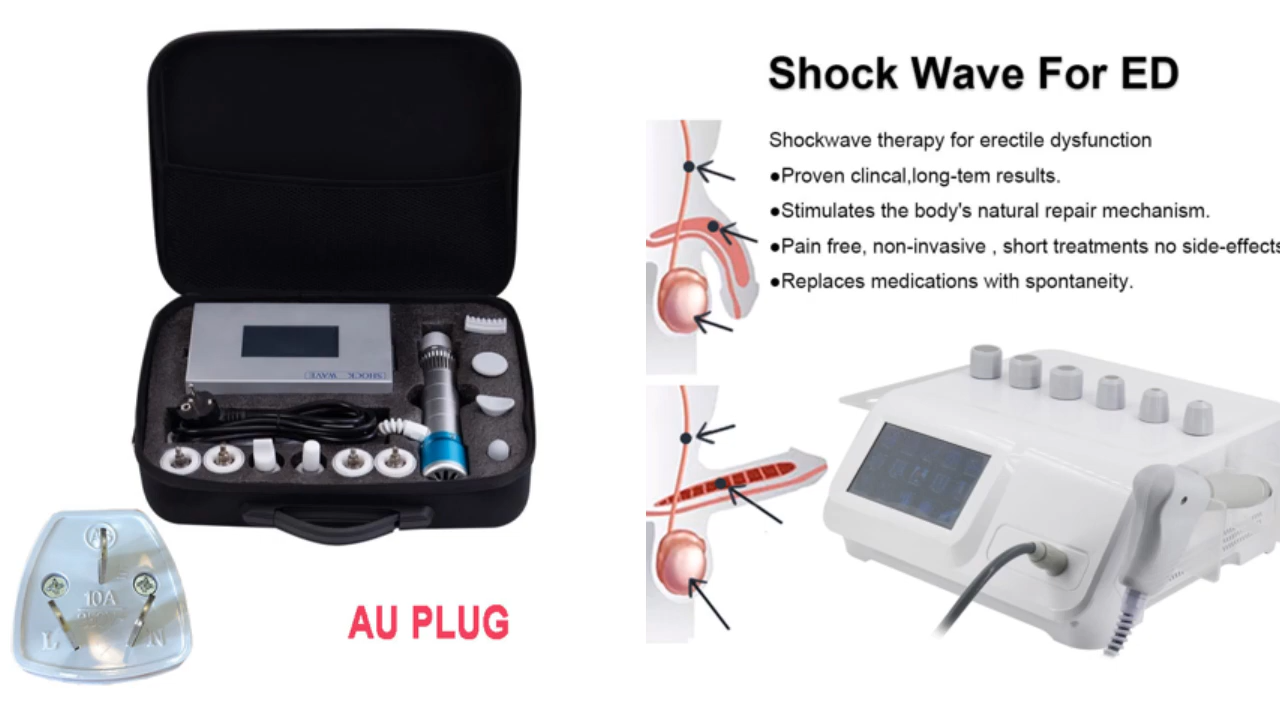 SHOCK WAVE
10A
L
N
AU PLUG
Shock Wave For ED
Shockwave therapy for erectile dysfunction
●Proven clincal,long-tem results.
●Stimulates the body's natural repair mechanism.
●Pain free, non-invasive , short treatments no side-effects
●Replaces medications with spontaneity.